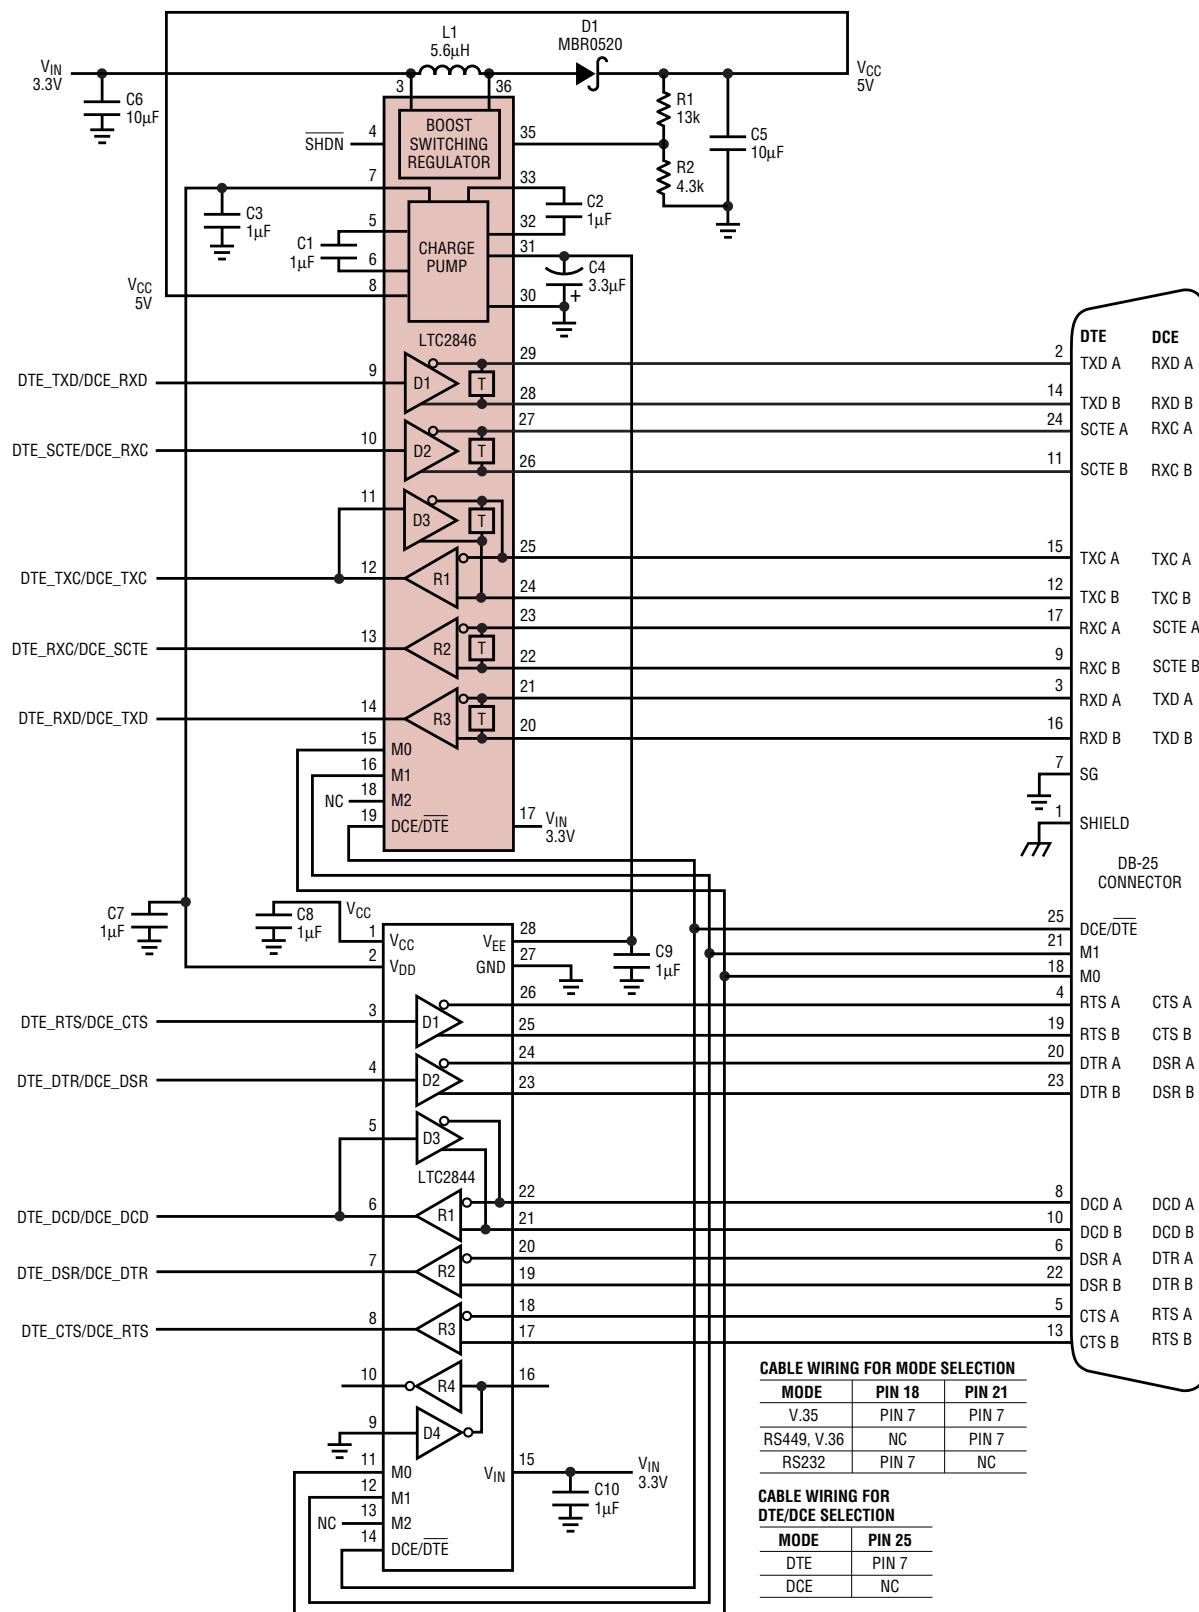 L1
5.6µH
D1
MBR0520
VIN
3.3V
C6
10µF
3
36
VCC
5V
R1
13k
R2
4.3k
C5
10µF
BOOST
SWITCHING
REGULATOR
SHDN
4
35
7
33
C3
1µF
C2
1µF
32
5
31
C1
1µF
6
CHARGE
PUMP
C4
3.3µF
+
8
30
VCC
5V
LTC2846
DTE_TXD/DCE_RXD
9
D1
T
29
28
DTE_SCTE/DCE_RXC
10
D2
T
27
26
11
D3
T
DTE_TXC/DCE_TXC
12
R1
25
24
DTE_RXC/DCE_SCTE
13
R2
T
23
22
DTE_RXD/DCE_TXD
14
R3
T
21
20
15
M0
16
M1
NC
18
M2
19
DCE/DTE
17
VIN
3.3V
DTE DCE
2 TXD A RXD A
14 TXD B RXD B
24 SCTE A RXC A
11 SCTE B RXC B
15 TXC A TXC A
12 TXC B TXC B
17 RXC A SCTE A
9 RXC B SCTE B
3 RXD A TXD A
16 RXD B TXD B
7 SG
1 SHIELD
DB-25
CONNECTOR
25 DCE/DTE
21 M1
18 M0
4 RTS A CTS A
19 RTS B CTS B
20 DTR A DSR A
23 DTR B DSR B
8 DCD A DCD A
10 DCD B DCD B
6 DSR A DTR A
22 DSR B DTR B
5 CTS A RTS A
13 CTS B RTS B
C7
1µF
C8
1µF
VCC
1
VCC
2
VDD
VEE
28
GND
27
C9
1µF
DTE_RTS/DCE_CTS
3
D1
26
25
DTE_DTR/DCE_DSR
4
D2
24
23
5
D3
LTC2844
DTE_DCD/DCE_DCD
6
R1
22
21
DTE_DSR/DCE_DTR
7
R2
20
19
DTE_CTS/DCE_RTS
8
R3
18
17
10
R4
16
9
D4
11
M0
12
M1
NC
13
M2
14
DCE/DTE
VIN
15
VIN
3.3V
C10
1µF
CABLE WIRING FOR MODE SELECTION
MODE PIN 18 PIN 21
V.35 PIN 7 PIN 7
RS449, V.36 NC PIN 7
RS232 PIN 7 NC
CABLE WIRING FOR
DTE/DCE SELECTION
MODE PIN 25
DTE PIN 7
DCE NC